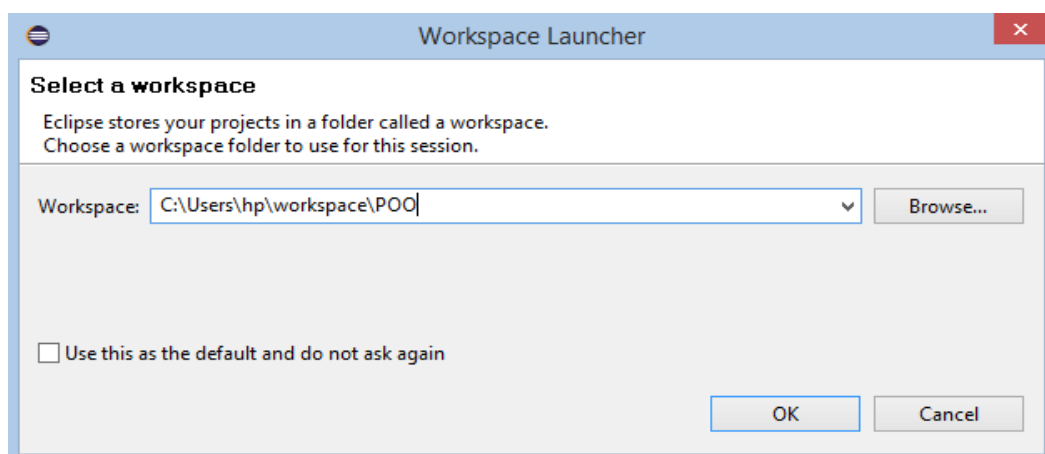 Workspace Launcher
Select a workspace
Eclipse stores your projects in a folder called a workspace.
Choose a workspace folder to use for this session.
Workspace: C:\Users\hp\workspace\POO Browse...
Use this as the default and do not ask again
OK Cancel